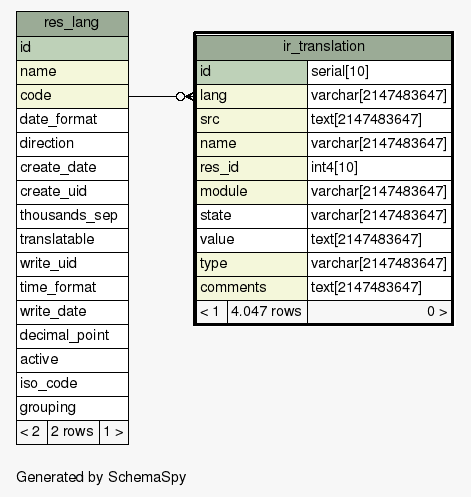 res_lang
id
name
code
date_format
direction
create_date
create_uid
thousands_sep
translatable
write_uid
time_format
write_date
decimal_point
active
iso_code
grouping
< 2 2 rows 1 >
ir_translation
id serial[10]
lang varchar[2147483647]
src text[2147483647]
name varchar[2147483647]
res_id int4[10]
module varchar[2147483647]
state varchar[2147483647]
value text[2147483647]
type varchar[2147483647]
comments text[2147483647]
< 1 4.047 rows 0 >
Generated by SchemaSpy